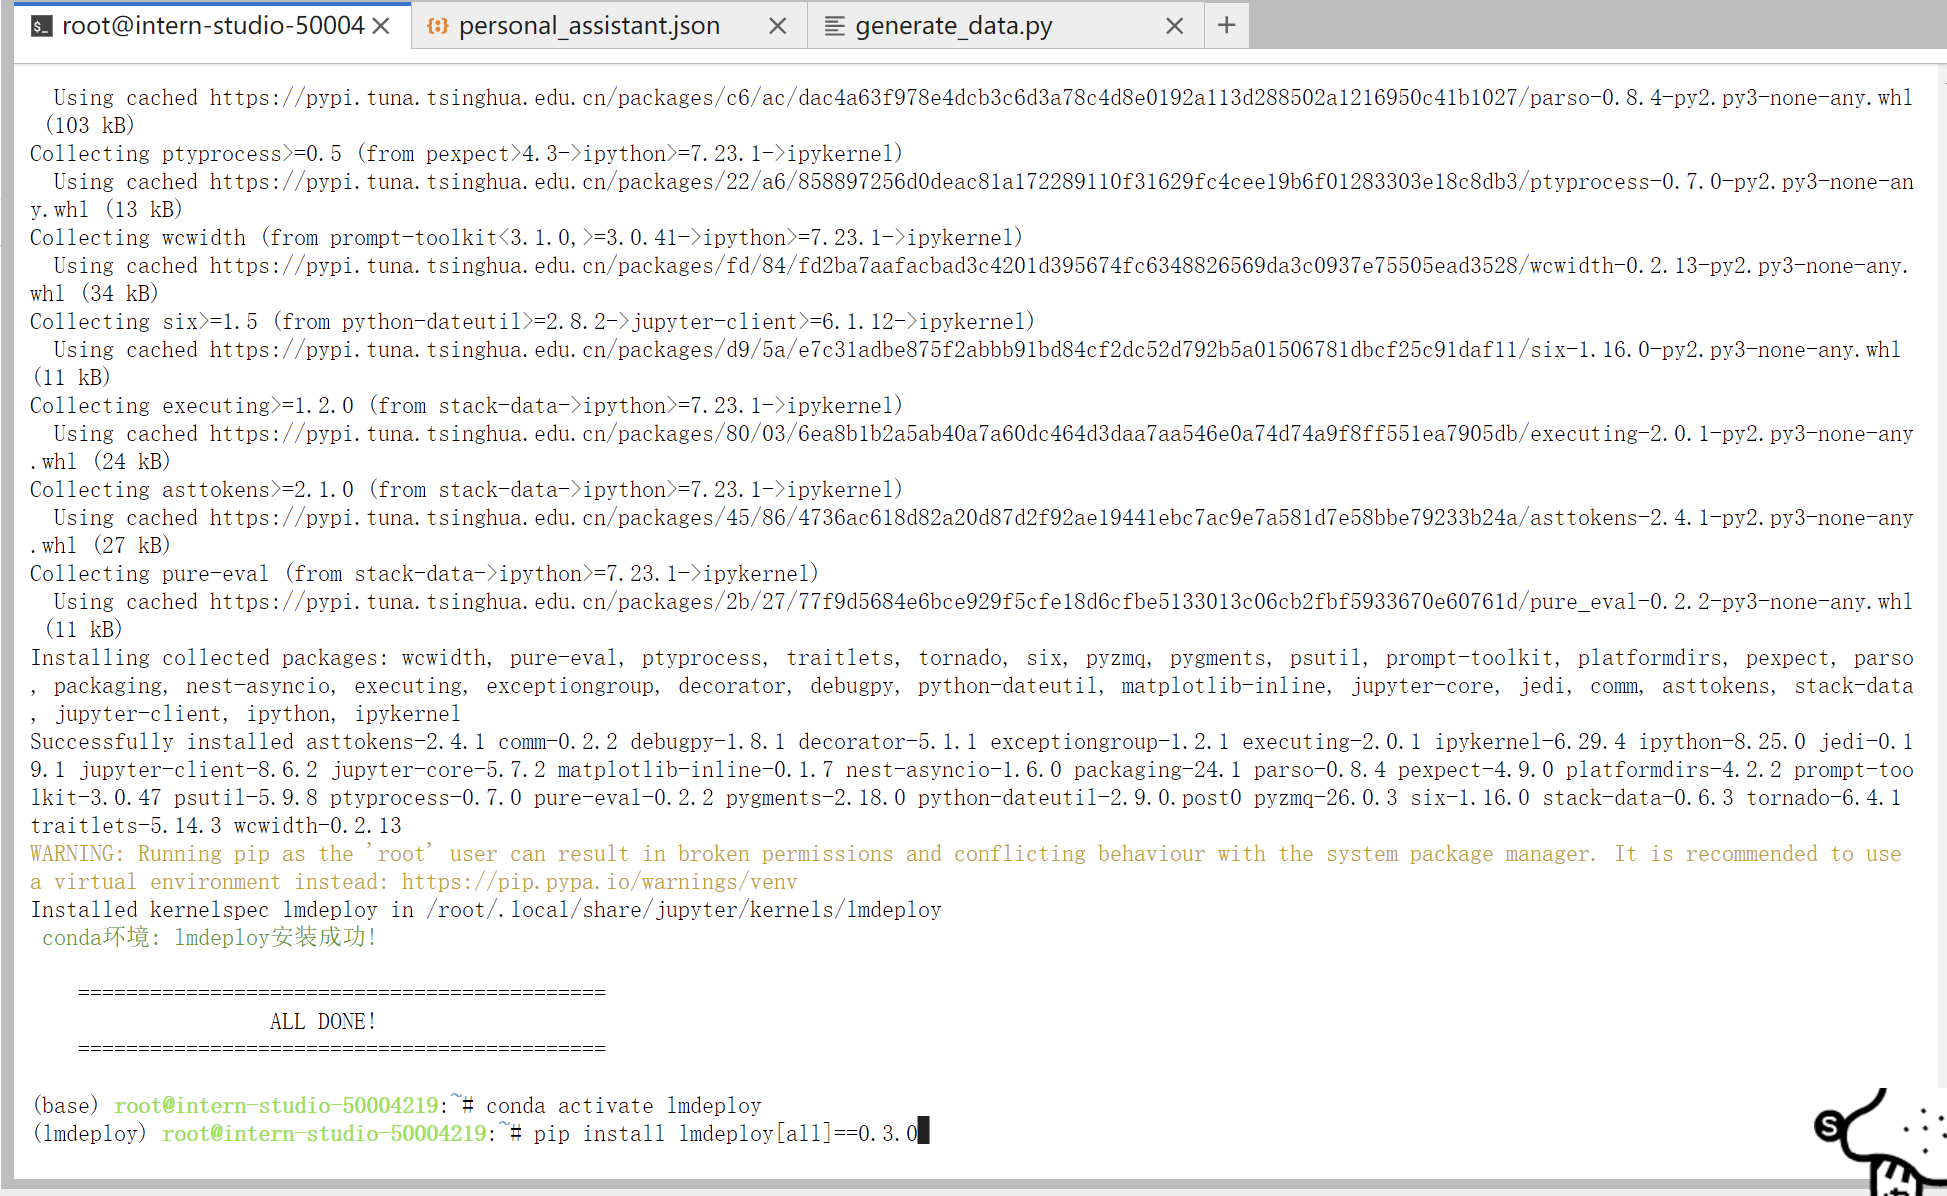 root@intern-studio-50004
personal_assistant.json
generate_data.py
Using cached https://pypi.tuna.tsinghua.edu.cn/packages/c6/ac/dac4a63f978e4dcb3c6d3a78c4d8e0192a113d288502a1216950c41b1027/parso-0.8.4-py2.py3-none-any.whl
(103 kB)
Collecting ptyprocess>=0.5 (from pexpect>4.3->ipython>=7.23.1->ipykernel)
Using cached https://pypi.tuna.tsinghua.edu.cn/packages/22/a6/858897256d0deac81a172289110f31629fc4cee19b6f01283303e18c8db3/ptyprocess-0.7.0-py2.py3-none-an
y.whl (13 kB)
Collecting wcwidth (from prompt-toolkit<3.1.0,>=3.0.41->ipython>=7.23.1->ipykernel)
Using cached https://pypi.tuna.tsinghua.edu.cn/packages/fd/84/fd2ba7aafacbad3c4201d395674fc6348826569da3c0937e75505ead3528/wcwidth-0.2.13-py2.py3-none-any.
whl (34 kB)
Collecting six>=1.5 (from python-dateutil>=2.8.2->jupyter-client>=6.1.12->ipykernel)
Using cached https://pypi.tuna.tsinghua.edu.cn/packages/d9/5a/e7c31adbe875f2abbb91bd84cf2dc52d792b5a01506781dbcf25c91daf11/six-1.16.0-py2.py3-none-any.whl
(11 kB)
Collecting executing>=1.2.0 (from stack-data->ipython>=7.23.1->ipykernel)
Using cached https://pypi.tuna.tsinghua.edu.cn/packages/80/03/6ea8b1b2a5ab40a7a60dc464d3daa7aa546e0a74d74a9f8ff551ea7905db/executing-2.0.1-py2.py3-none-any
.whl (24 kB)
Collecting asttokens>=2.1.0 (from stack-data->ipython>=7.23.1->ipykernel)
Using cached https://pypi.tuna.tsinghua.edu.cn/packages/45/86/4736ac618d82a20d87d2f92ae19441ebc7ac9e7a581d7e58bbe79233b24a/asttokens-2.4.1-py2.py3-none-any
.whl (27 kB)
Collecting pure-eval (from stack-data->ipython>=7.23.1->ipykernel)
Using cached https://pypi.tuna.tsinghua.edu.cn/packages/2b/27/77f9d5684e6bce929f5cfe18d6cfbe5133013c06cb2fbf5933670e60761d/pure_eval-0.2.2-py3-none-any.whl
(11 kB)
Installing collected packages: wcwidth, pure-eval, ptyprocess, traitlets, tornado, six, pyzmq, pygments, psutil, prompt-toolkit, platformdirs, pexpect, parso
, packaging, nest-asyncio, executing, exceptiongroup, decorator, debugpy, python-dateutil, matplotlib-inline, jupyter-core, jedi, comm, asttokens, stack-data
, jupyter-client, ipython, ipykernel
Successfully installed asttokens-2.4.1 comm-0.2.2 debugpy-1.8.1 decorator-5.1.1 exceptiongroup-1.2.1 executing-2.0.1 ipykernel-6.29.4 ipython-8.25.0 jedi-0.1
9.1 jupyter-client-8.6.2 jupyter-core-5.7.2 matplotlib-inline-0.1.7 nest-asyncio-1.6.0 packaging-24.1 parso-0.8.4 pexpect-4.9.0 platformdirs-4.2.2 prompt-too
lkit-3.0.47 psutil-5.9.8 ptyprocess-0.7.0 pure-eval-0.2.2 pygments-2.18.0 python-dateutil-2.9.0.post0 pyzmq-26.0.3 six-1.16.0 stack-data-0.6.3 tornado-6.4.1
traitlets-5.14.3 wcwidth-0.2.13
WARNING: Running pip as the 'root' user can result in broken permissions and conflicting behaviour with the system package manager. It is recommended to use
a virtual environment instead: https://pip.pypa.io/warnings/venv
Installed kernelspec lmdeploy in /root/.local/share/jupyter/kernels/lmdeploy
conda环境: lmdeploy安装成功!
============================================
ALL DONE!
============================================
(base) root@intern-studio-50004219:~# conda activate lmdeploy
(lmdeploy) root@intern-studio-50004219:~# pip install lmdeploy[all]==0.3.0
S